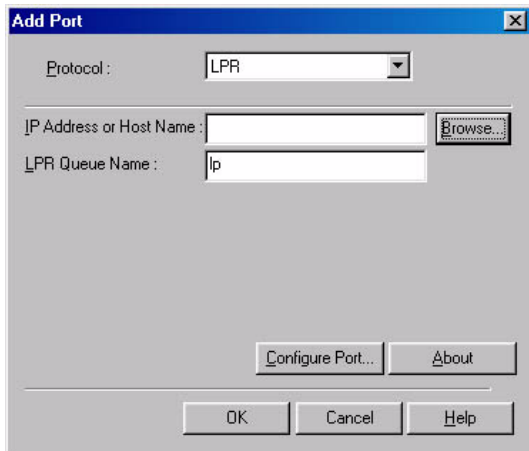 Add Port
Protocol : LPR
IP Address or Host Name : Browse...
LPR Queue Name : lp
Configure Port... About
OK Cancel Help